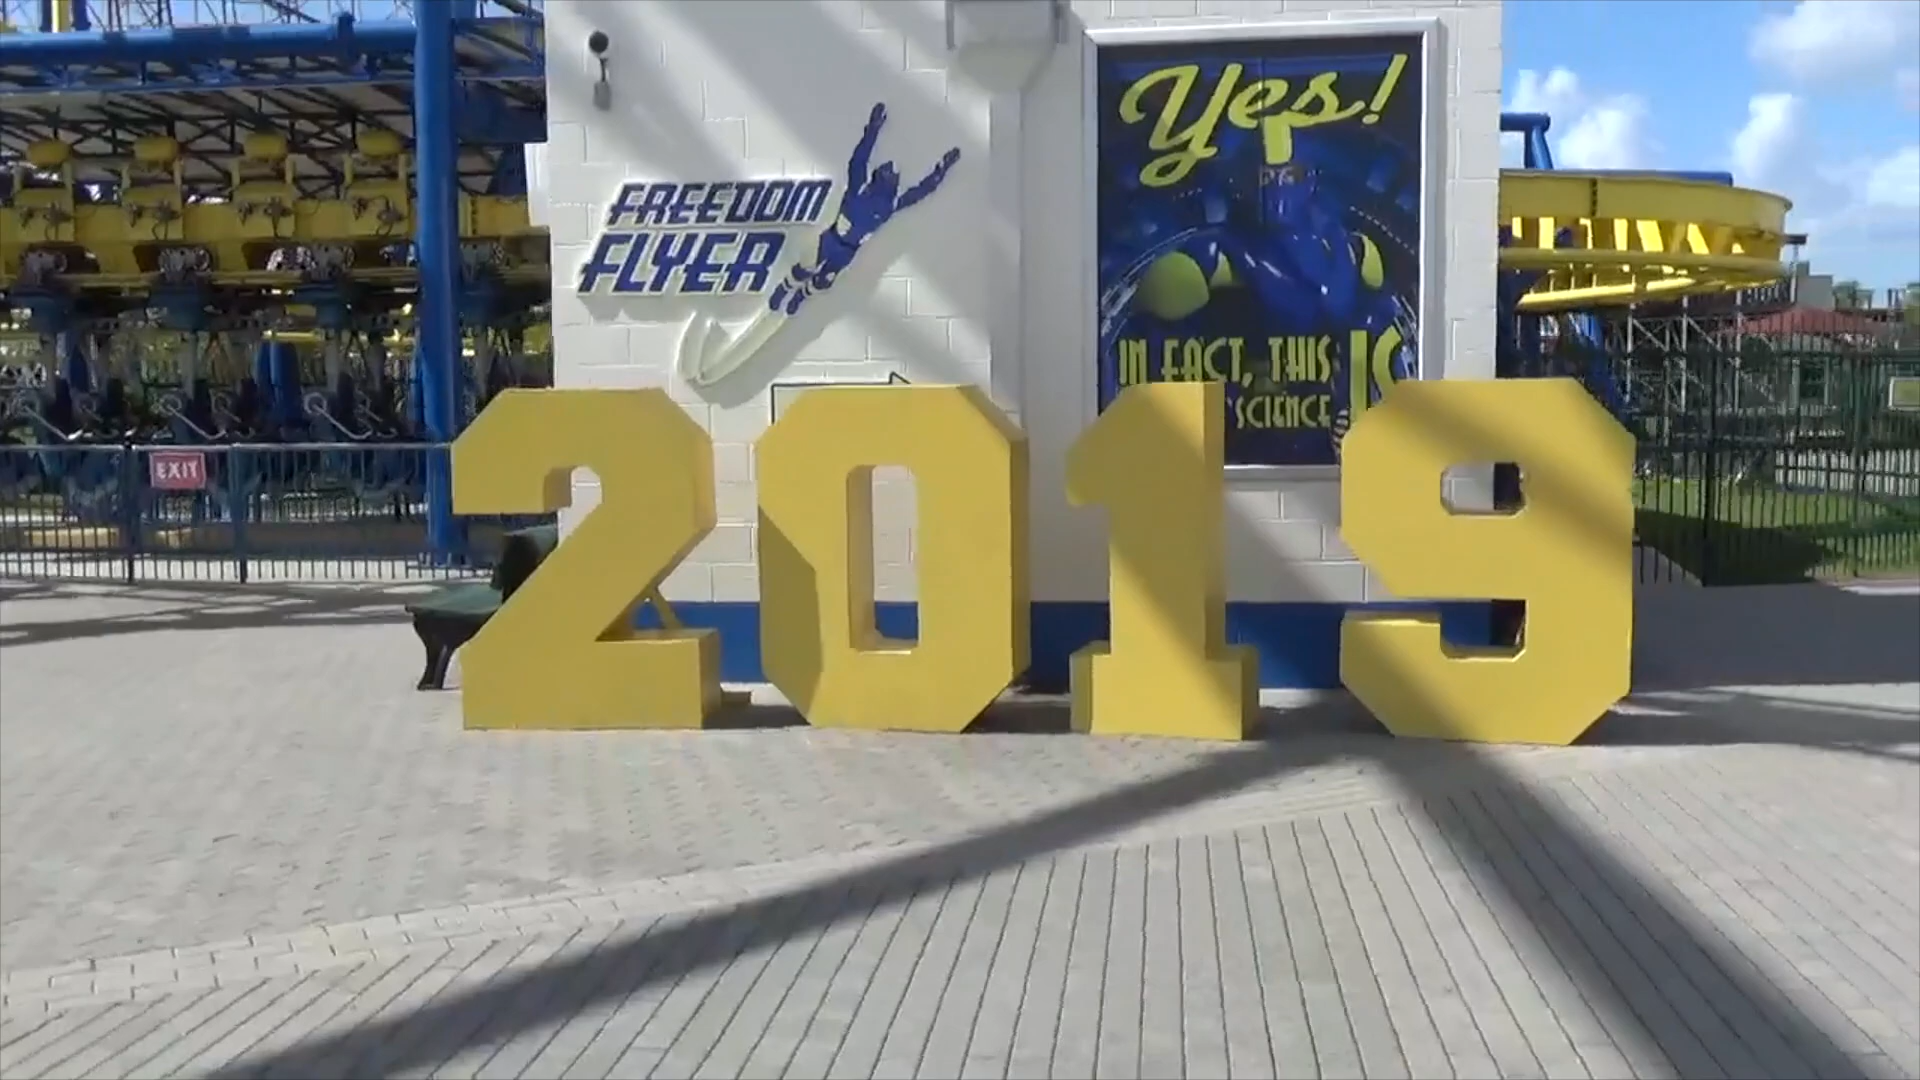 FREEDOM
FLYER
Yes!
IN FACT, THIS IS
SCIENCE
EXIT
2019